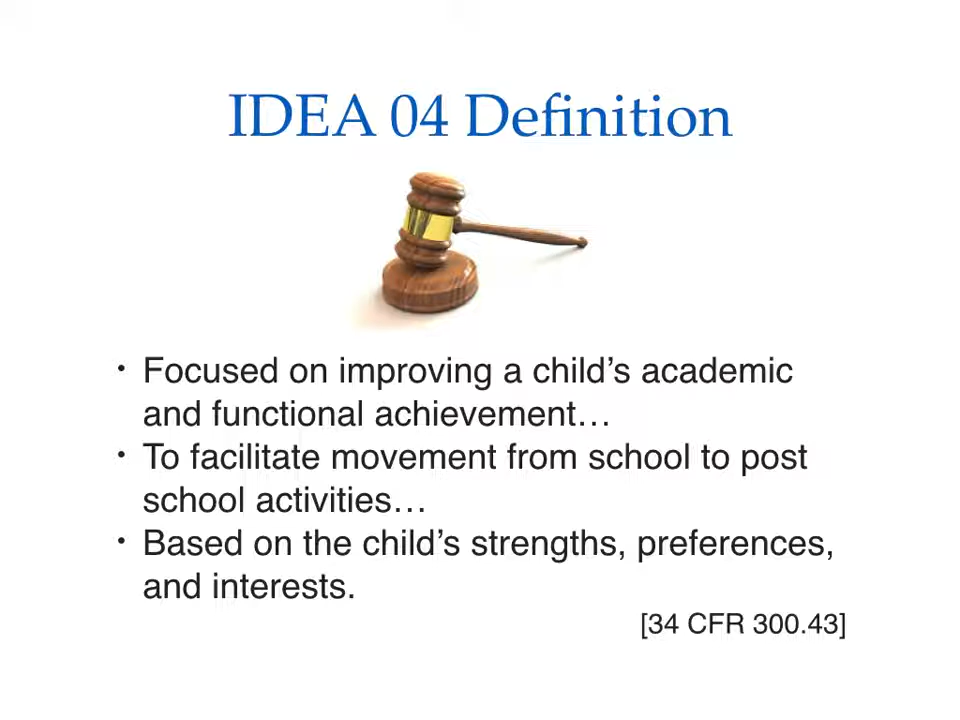 IDEA 04 Definition
• Focused on improving a child’s academic
and functional achievement…
• To facilitate movement from school to post
school activities…
• Based on the child’s strengths, preferences,
and interests.
[34 CFR 300.43]